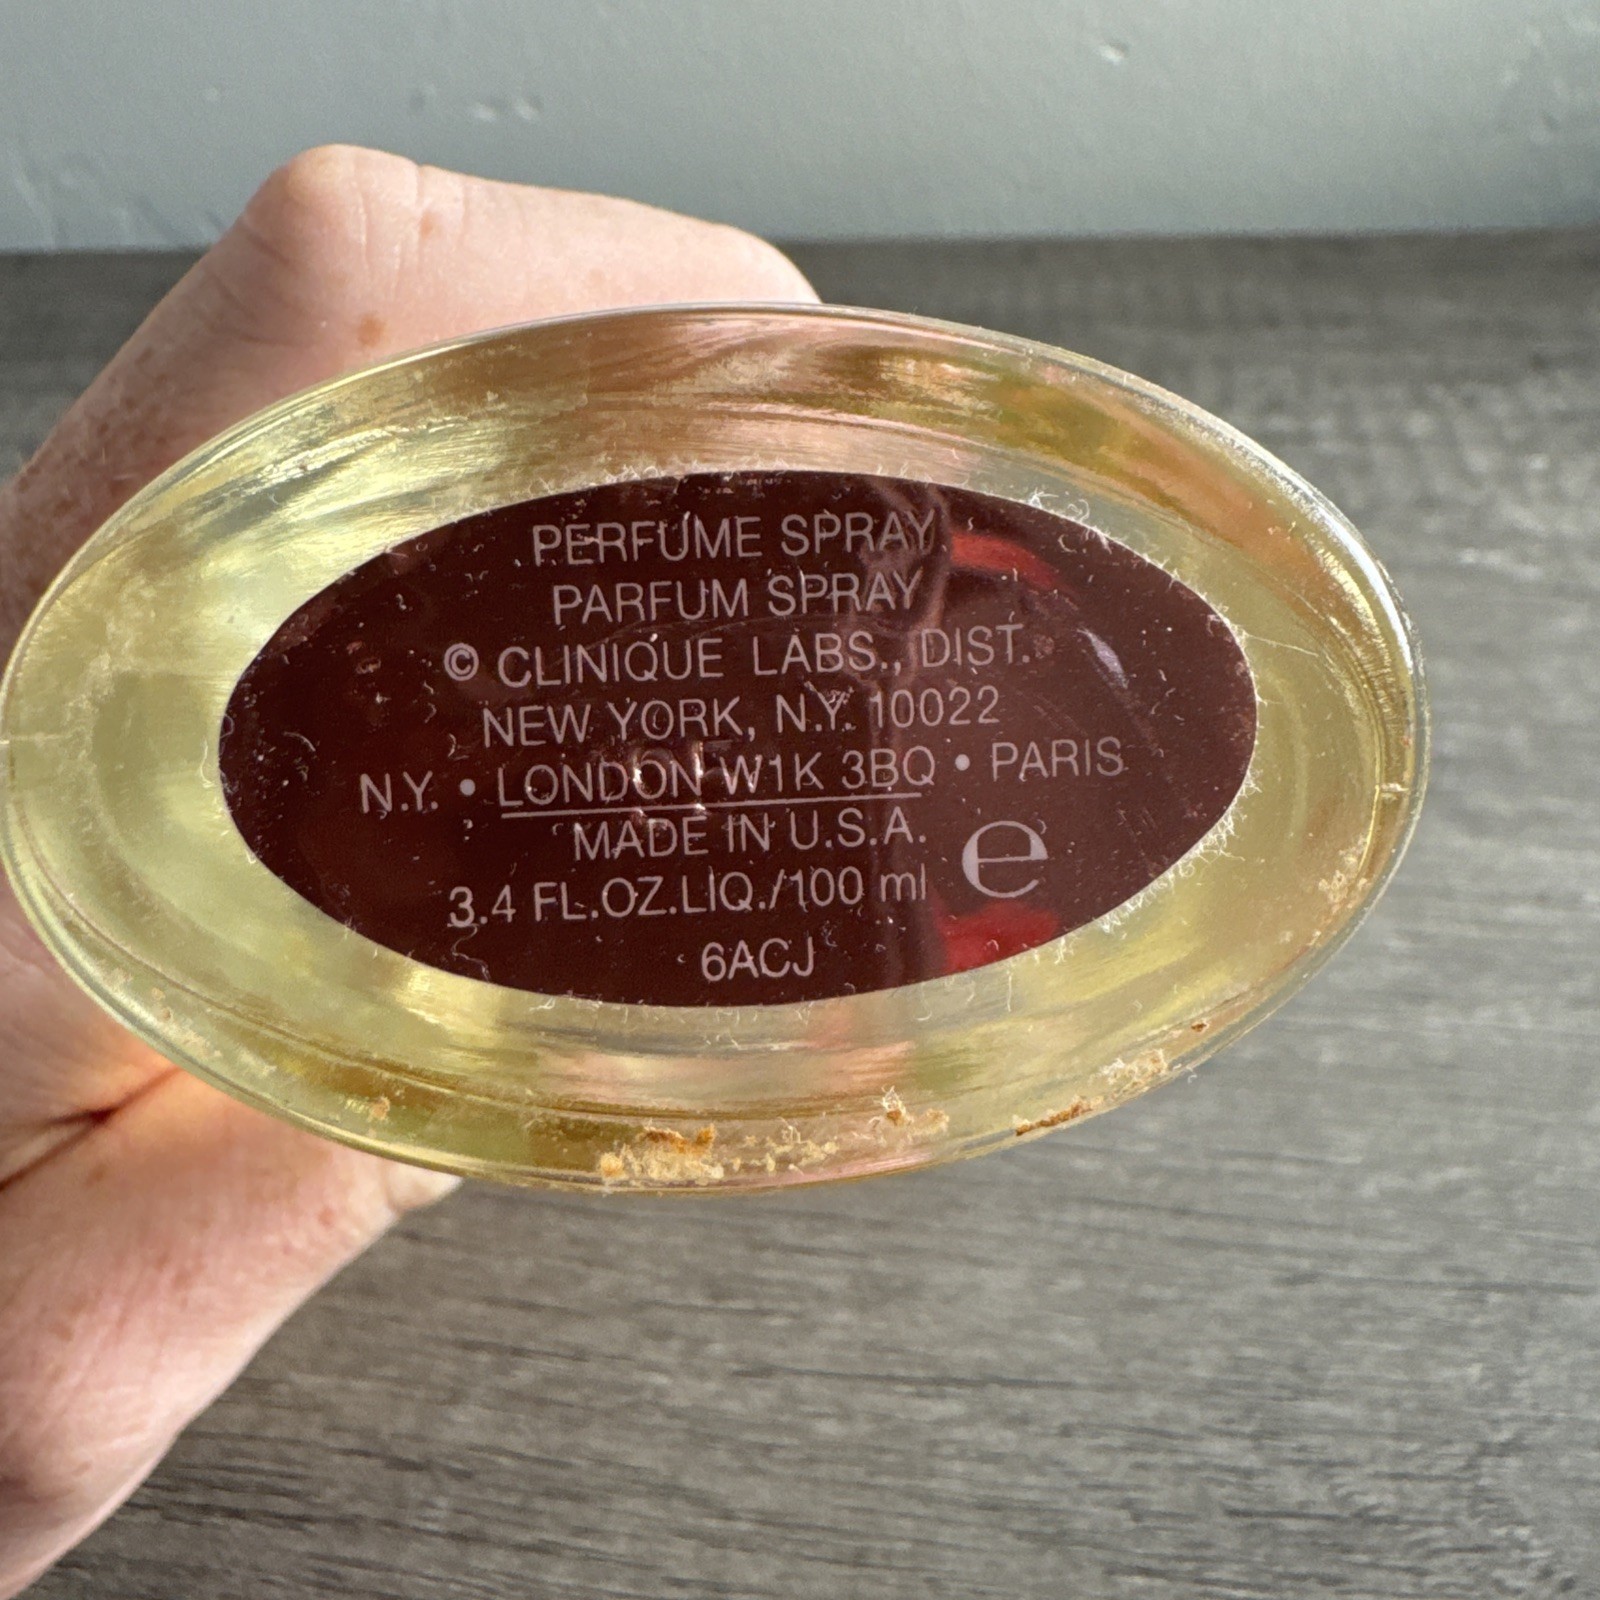 PERFUME SPRAY
PARFUM SPRAY
© CLINIQUE LABS., DIST.
NEW YORK, N.Y. 10022
N.Y. • LONDON W1K 3BQ • PARIS
MADE IN U.S.A.
3.4 FL.OZ.LIQ./100 ml ℮
6ACJ